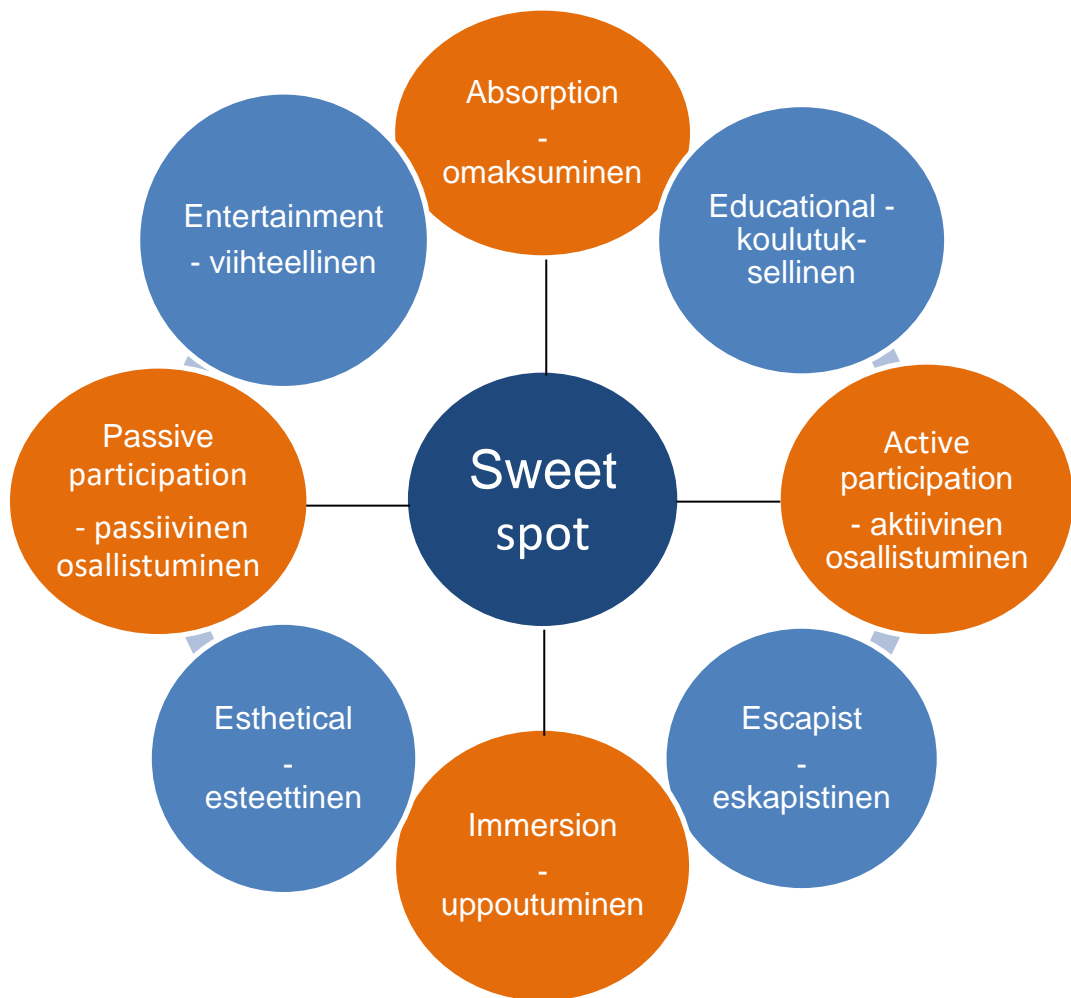 Absorption
-
omaksuminen
Entertainment
- viihteellinen
Educational -
koulutuk-
sellinen
Passive
participation
- passiivinen
osallistuminen
Sweet
spot
Active
participation
- aktiivinen
osallistuminen
Esthetical
-
esteettinen
Escapist
-
eskapistinen
Immersion
-
uppoutuminen